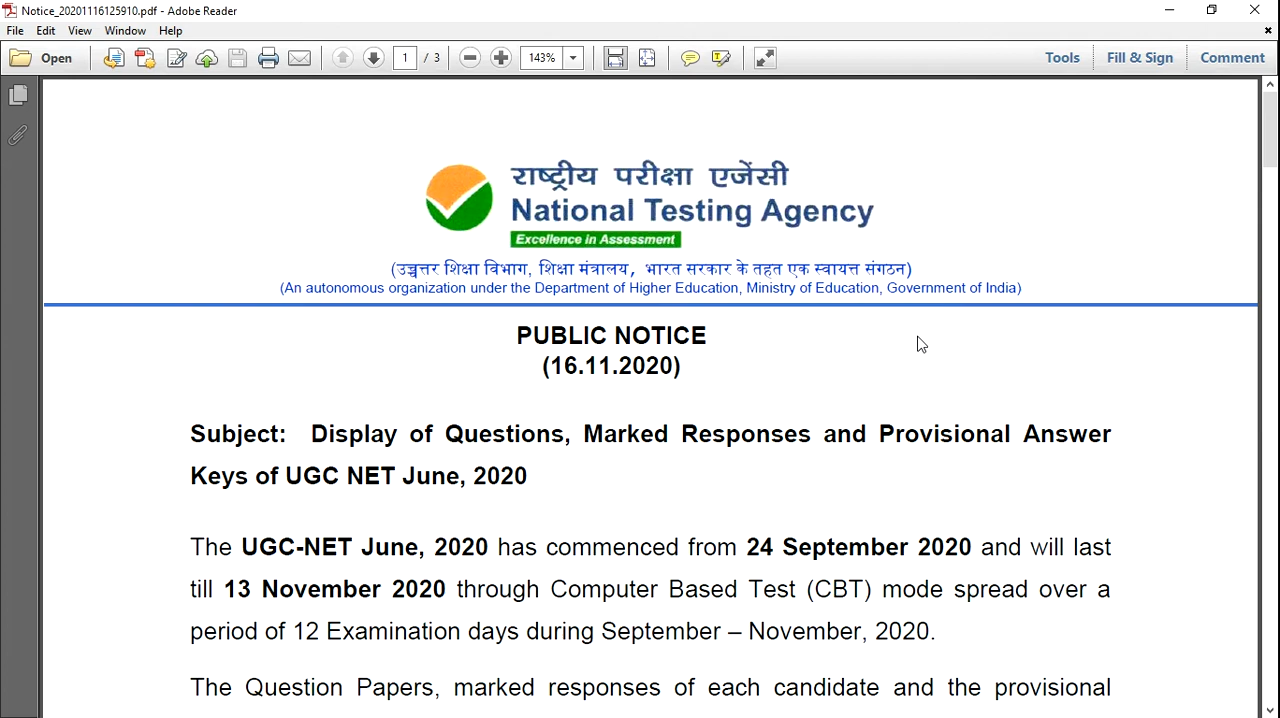 Notice_20201116125910.pdf - Adobe Reader
File Edit View Window Help
Open 1 / 3 143% Tools Fill & Sign Comment
राष्ट्रीय परीक्षा एजेंसी
National Testing Agency
Excellence in Assessment
(उच्चत्तर शिक्षा विभाग, शिक्षा मंत्रालय, भारत सरकार के तहत एक स्वायत्त संगठन)
(An autonomous organization under the Department of Higher Education, Ministry of Education, Government of India)
PUBLIC NOTICE
(16.11.2020)
Subject: Display of Questions, Marked Responses and Provisional Answer
Keys of UGC NET June, 2020
The UGC-NET June, 2020 has commenced from 24 September 2020 and will last
till 13 November 2020 through Computer Based Test (CBT) mode spread over a
period of 12 Examination days during September – November, 2020.
The Question Papers, marked responses of each candidate and the provisional